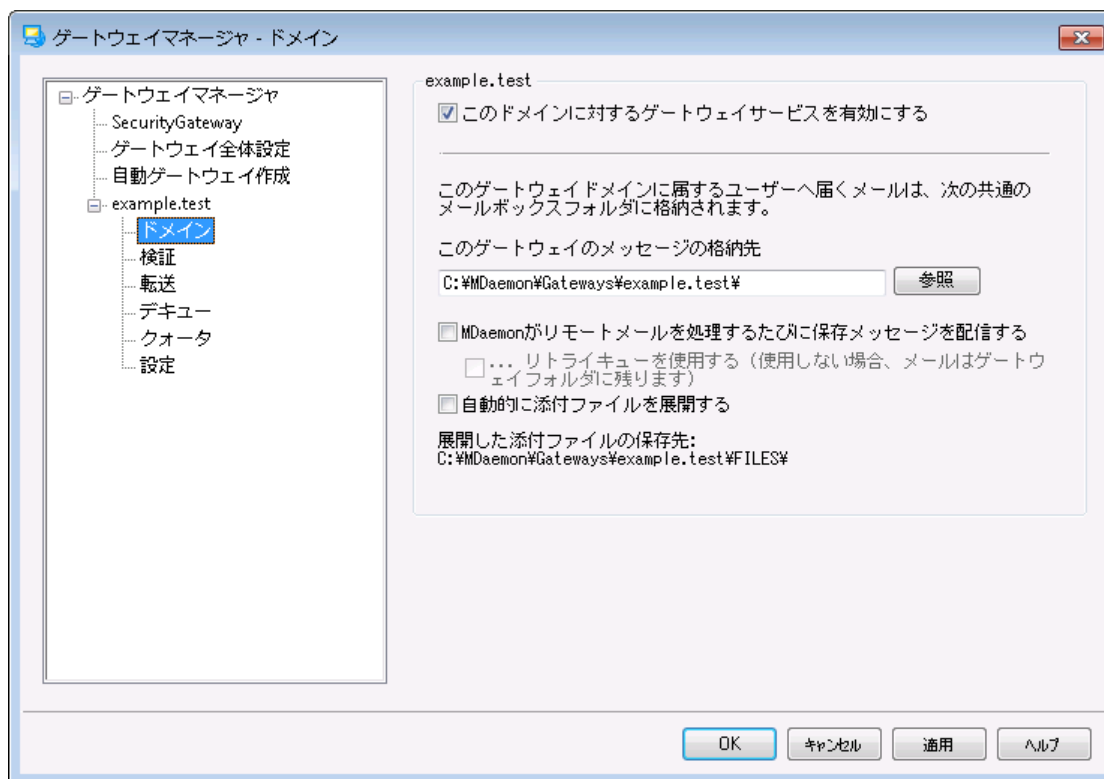 ゲートウェイマネージャ - ドメイン
ゲートウェイマネージャ
SecurityGateway
ゲートウェイ全体設定
自動ゲートウェイ作成
example.test
ドメイン
検証
転送
デキュー
クォータ
設定
example.test
このドメインに対するゲートウェイサービスを有効にする
このゲートウェイドメインに属するユーザーへ届くメールは、次の共通の
メールボックスフォルダに格納されます。
このゲートウェイのメッセージの格納先
C:¥MDaemon¥Gateways¥example.test¥
参照
MDaemonがリモートメールを処理するたびに保存メッセージを配信する
... リトライキューを使用する（使用しない場合、メールはゲートウ
ェイフォルダに残ります）
自動的に添付ファイルを展開する
展開した添付ファイルの保存先:
C:¥MDaemon¥Gateways¥example.test¥FILES¥
OK
ｷｬﾝｾﾙ
適用
ﾍﾙﾌﾟ